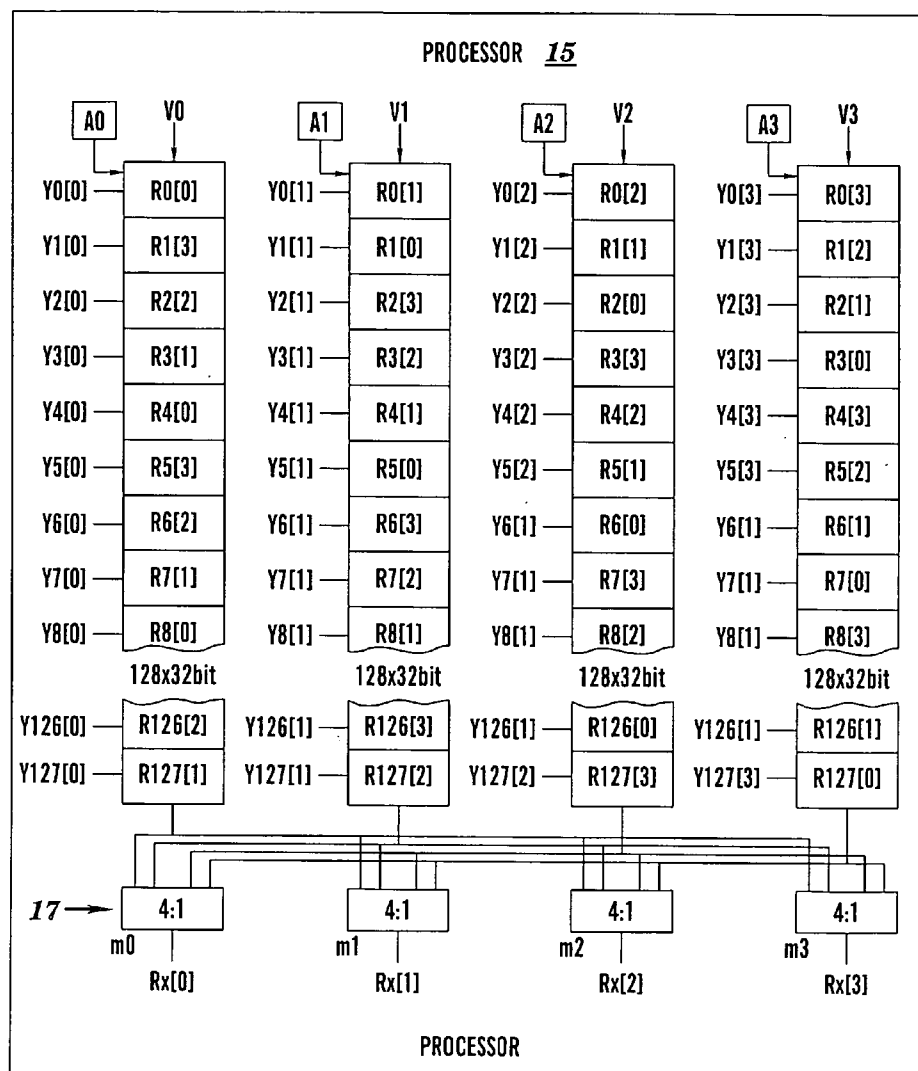 PROCESSOR 15
A0 V0 A1 V1 A2 V2 A3 V3
Y0[0] R0[0] Y0[1] R0[1] Y0[2] R0[2] Y0[3] R0[3]
Y1[0] R1[3] Y1[1] R1[0] Y1[2] R1[1] Y1[3] R1[2]
Y2[0] R2[2] Y2[1] R2[3] Y2[2] R2[0] Y2[3] R2[1]
Y3[0] R3[1] Y3[1] R3[2] Y3[2] R3[3] Y3[3] R3[0]
Y4[0] R4[0] Y4[1] R4[1] Y4[2] R4[2] Y4[3] R4[3]
Y5[0] R5[3] Y5[1] R5[0] Y5[2] R5[1] Y5[3] R5[2]
Y6[0] R6[2] Y6[1] R6[3] Y6[1] R6[0] Y6[1] R6[1]
Y7[0] R7[1] Y7[1] R7[2] Y7[1] R7[3] Y7[1] R7[0]
Y8[0] R8[0] Y8[1] R8[1] Y8[1] R8[2] Y8[1] R8[3]
128x32bit 128x32bit 128x32bit 128x32bit
Y126[0] R126[2] Y126[1] R126[3] Y126[1] R126[0] Y126[1] R126[1]
Y127[0] R127[1] Y127[1] R127[2] Y127[2] R127[3] Y127[3] R127[0]
17 4:1 4:1 4:1 4:1
m0 m1 m2 m3
Rx[0] Rx[1] Rx[2] Rx[3]
PROCESSOR